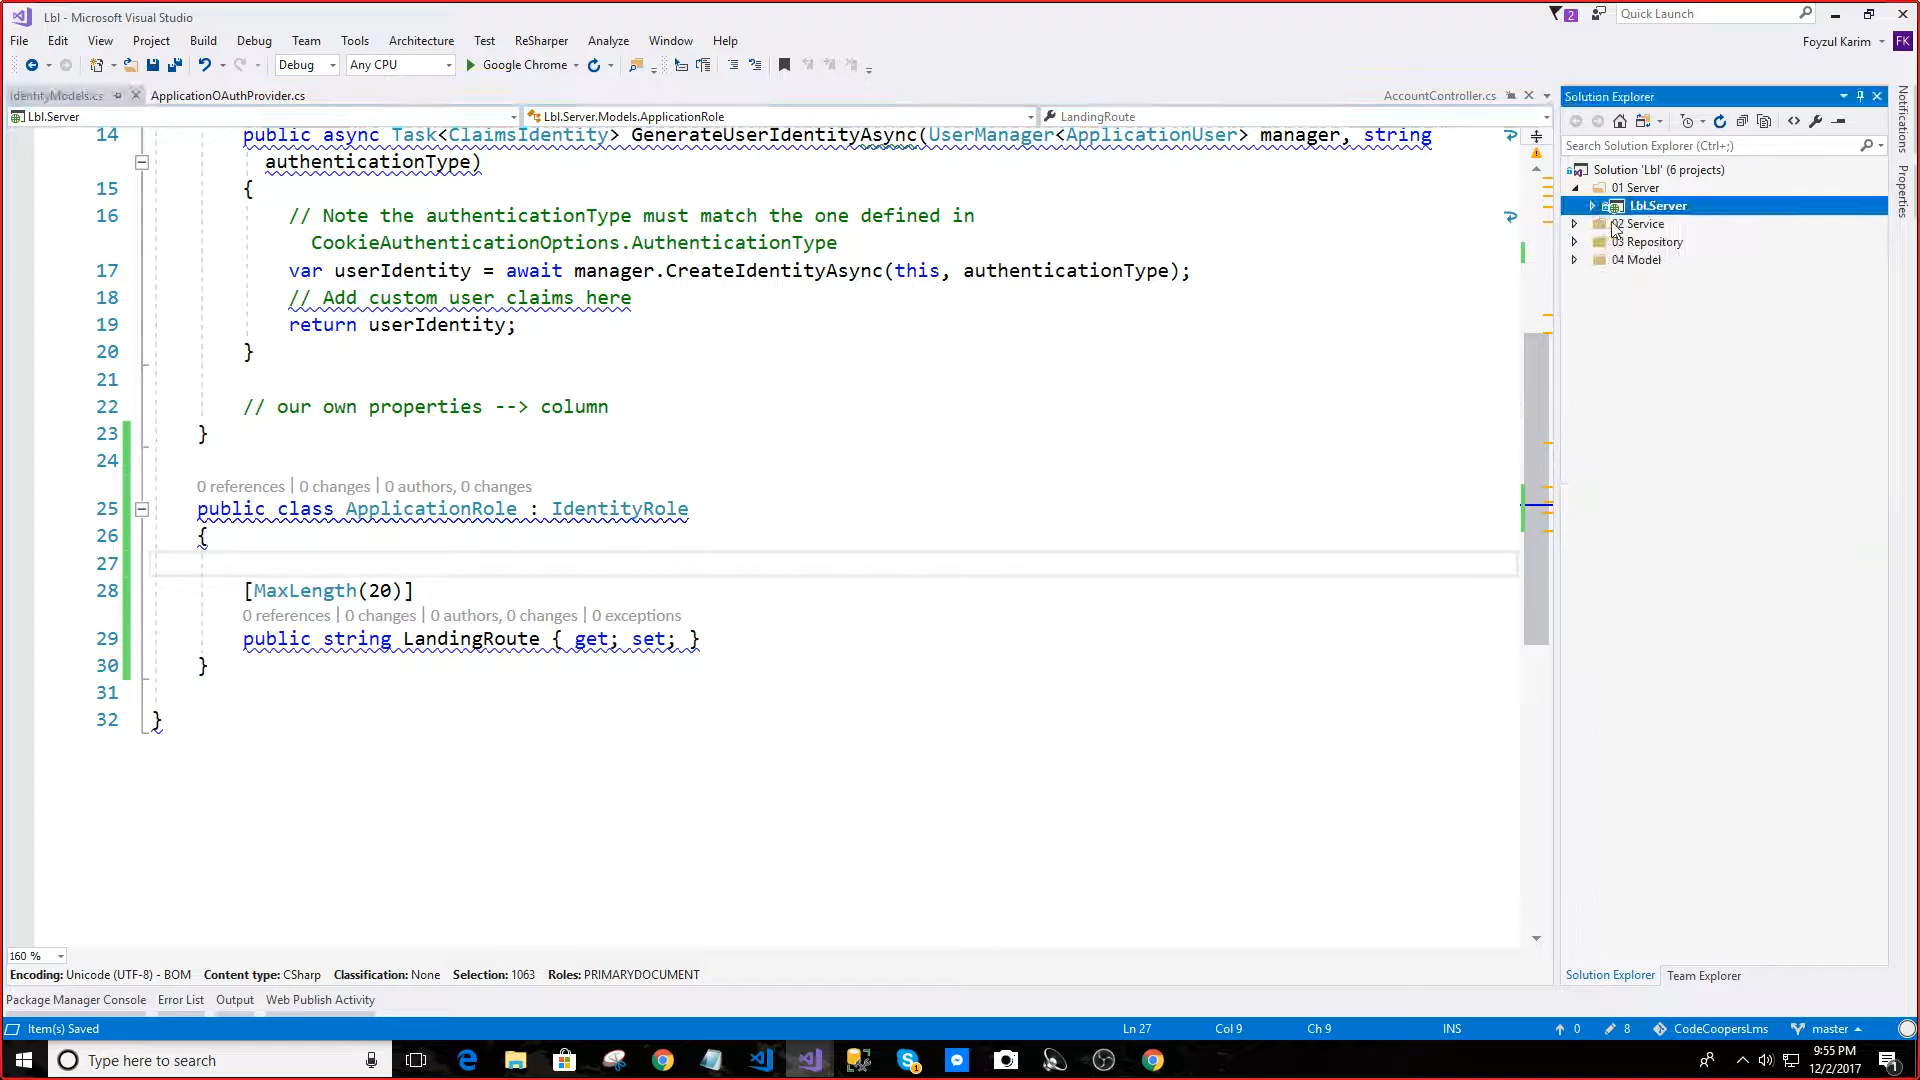 Lbl - Microsoft Visual Studio
2
Quick Launch
File Edit View Project Build Debug Team Tools Architecture Test ReSharper Analyze Window Help
Foyzul Karim FK
Debug Any CPU Google Chrome
IdentityModels.cs ApplicationOAuthProvider.cs AccountController.cs
Lbl.Server Lbl.Server.Models.ApplicationRole LandingRoute
14 public async Task<ClaimsIdentity> GenerateUserIdentityAsync(UserManager<ApplicationUser> manager, string
authenticationType)
15 {
16 // Note the authenticationType must match the one defined in
CookieAuthenticationOptions.AuthenticationType
17 var userIdentity = await manager.CreateIdentityAsync(this, authenticationType);
18 // Add custom user claims here
19 return userIdentity;
20 }
21
22 // our own properties --> column
23 }
24
0 references | 0 changes | 0 authors, 0 changes
25 public class ApplicationRole : IdentityRole
26 {
27
28 [MaxLength(20)]
0 references | 0 changes | 0 authors, 0 changes | 0 exceptions
29 public string LandingRoute { get; set; }
30 }
31
32 }
160 %
Encoding: Unicode (UTF-8) - BOM Content type: CSharp Classification: None Selection: 1063 Roles: PRIMARYDOCUMENT
Solution Explorer
Search Solution Explorer (Ctrl+;)
Solution 'Lbl' (6 projects)
01 Server
Lbl.Server
02 Service
03 Repository
04 Model
Solution Explorer Team Explorer
Notifications
Properties
Package Manager Console Error List Output Web Publish Activity
Item(s) Saved Ln 27 Col 9 Ch 9 INS 0 8 CodeCoopersLms master
Type here to search
1
9:55 PM
12/2/2017
1